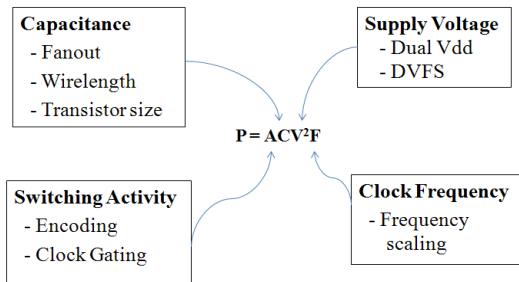 Capacitance
- Fanout
- Wirelength
- Transistor size
Supply Voltage
- Dual Vdd
- DVFS
P = ACV²F
Switching Activity
- Encoding
- Clock Gating
Clock Frequency
- Frequency
scaling